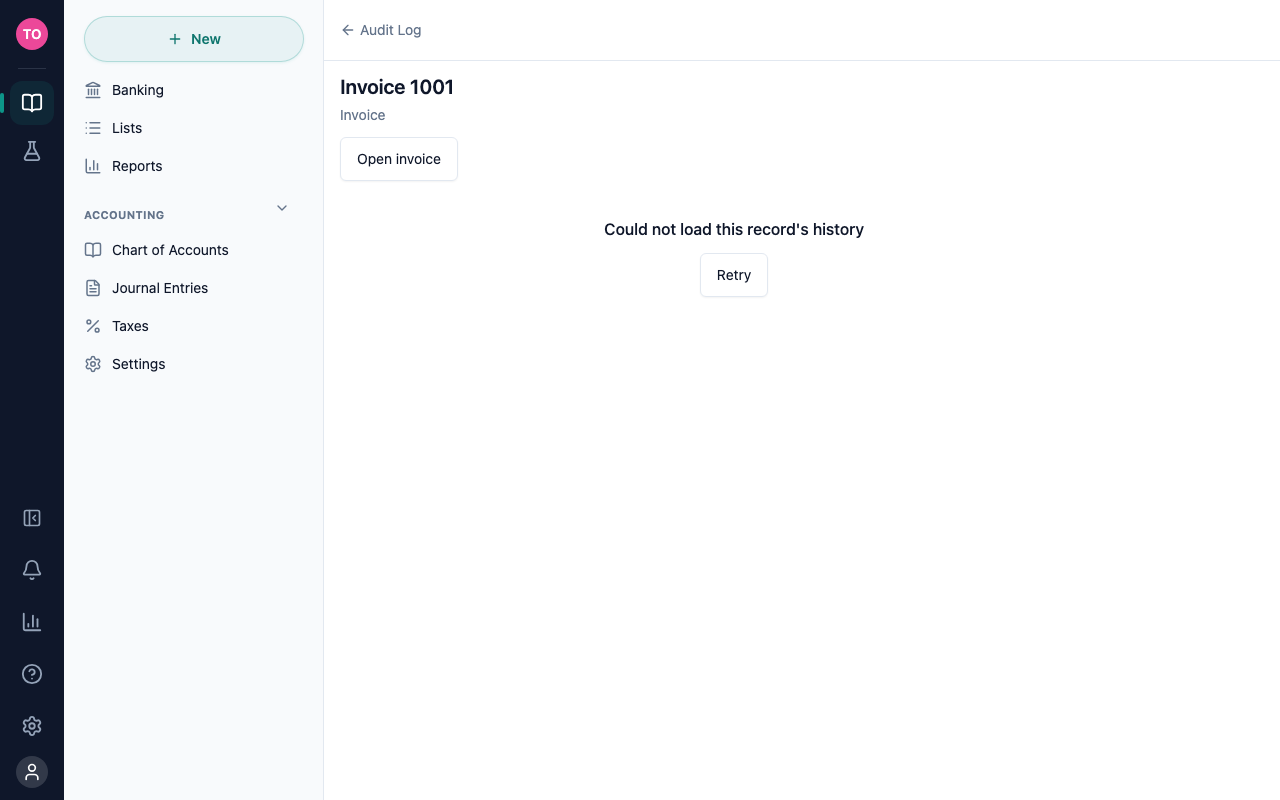 TO
New
Banking
Lists
Reports
ACCOUNTING
Chart of Accounts
Journal Entries
Taxes
Settings
Audit Log
Invoice 1001
Invoice
Open invoice
Could not load this record's history
Retry